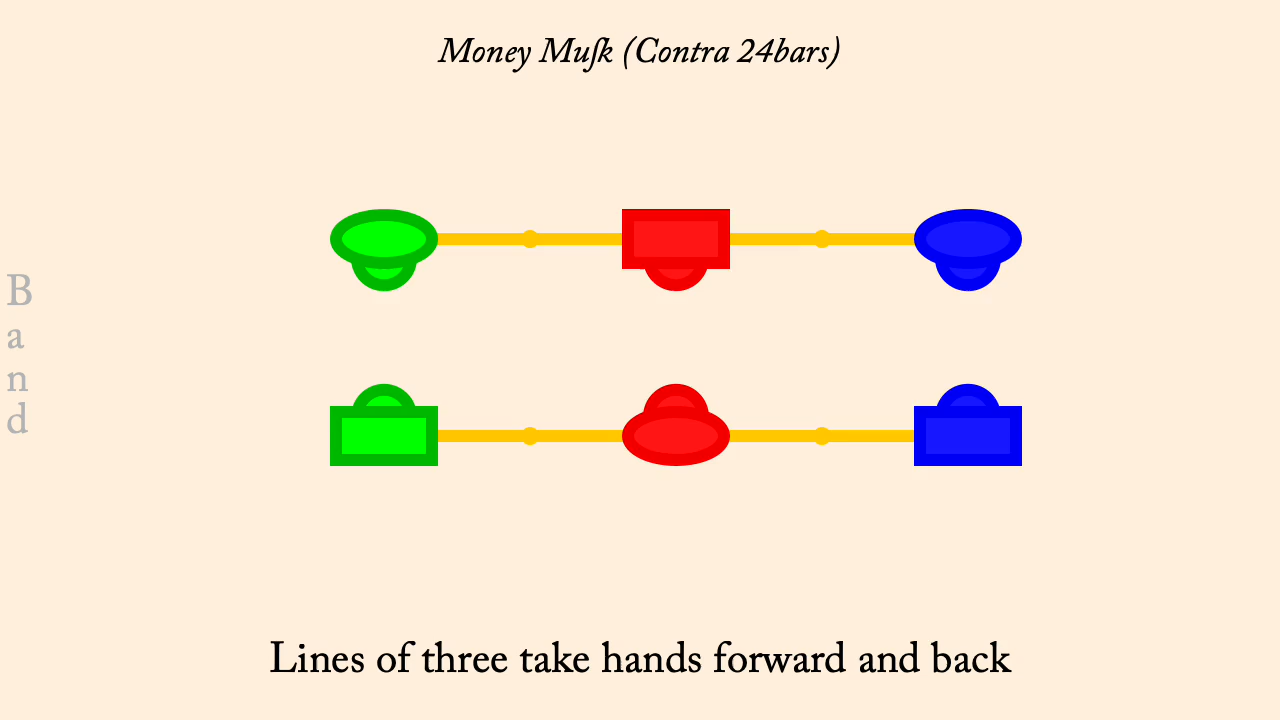 Money Muſk (Contra 24bars)
B
a
n
d
Lines of three take hands forward and back